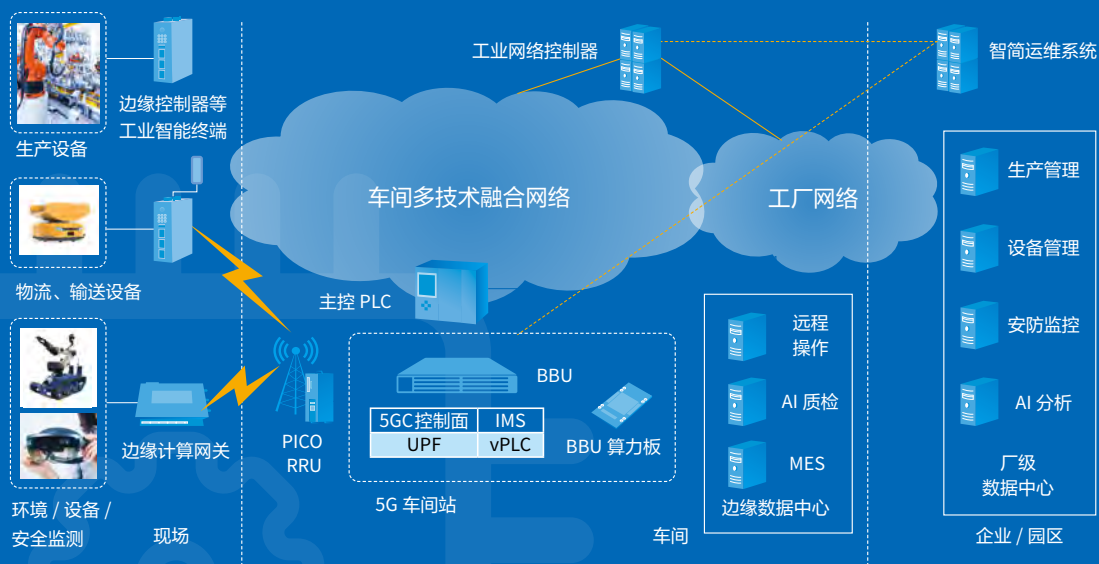 工业网络控制器
智简运维系统
边缘控制器等
工业智能终端
生产设备
车间多技术融合网络
工厂网络
生产管理
设备管理
物流、输送设备
主控 PLC
远程
操作
安防监控
BBU
AI 质检
AI 分析
5GC控制面
IMS
UPF
vPLC
BBU 算力板
边缘计算网关
PICO
RRU
MES
厂级
数据中心
5G 车间站
边缘数据中心
环境 / 设备 /
安全监测
现场
车间
企业 / 园区